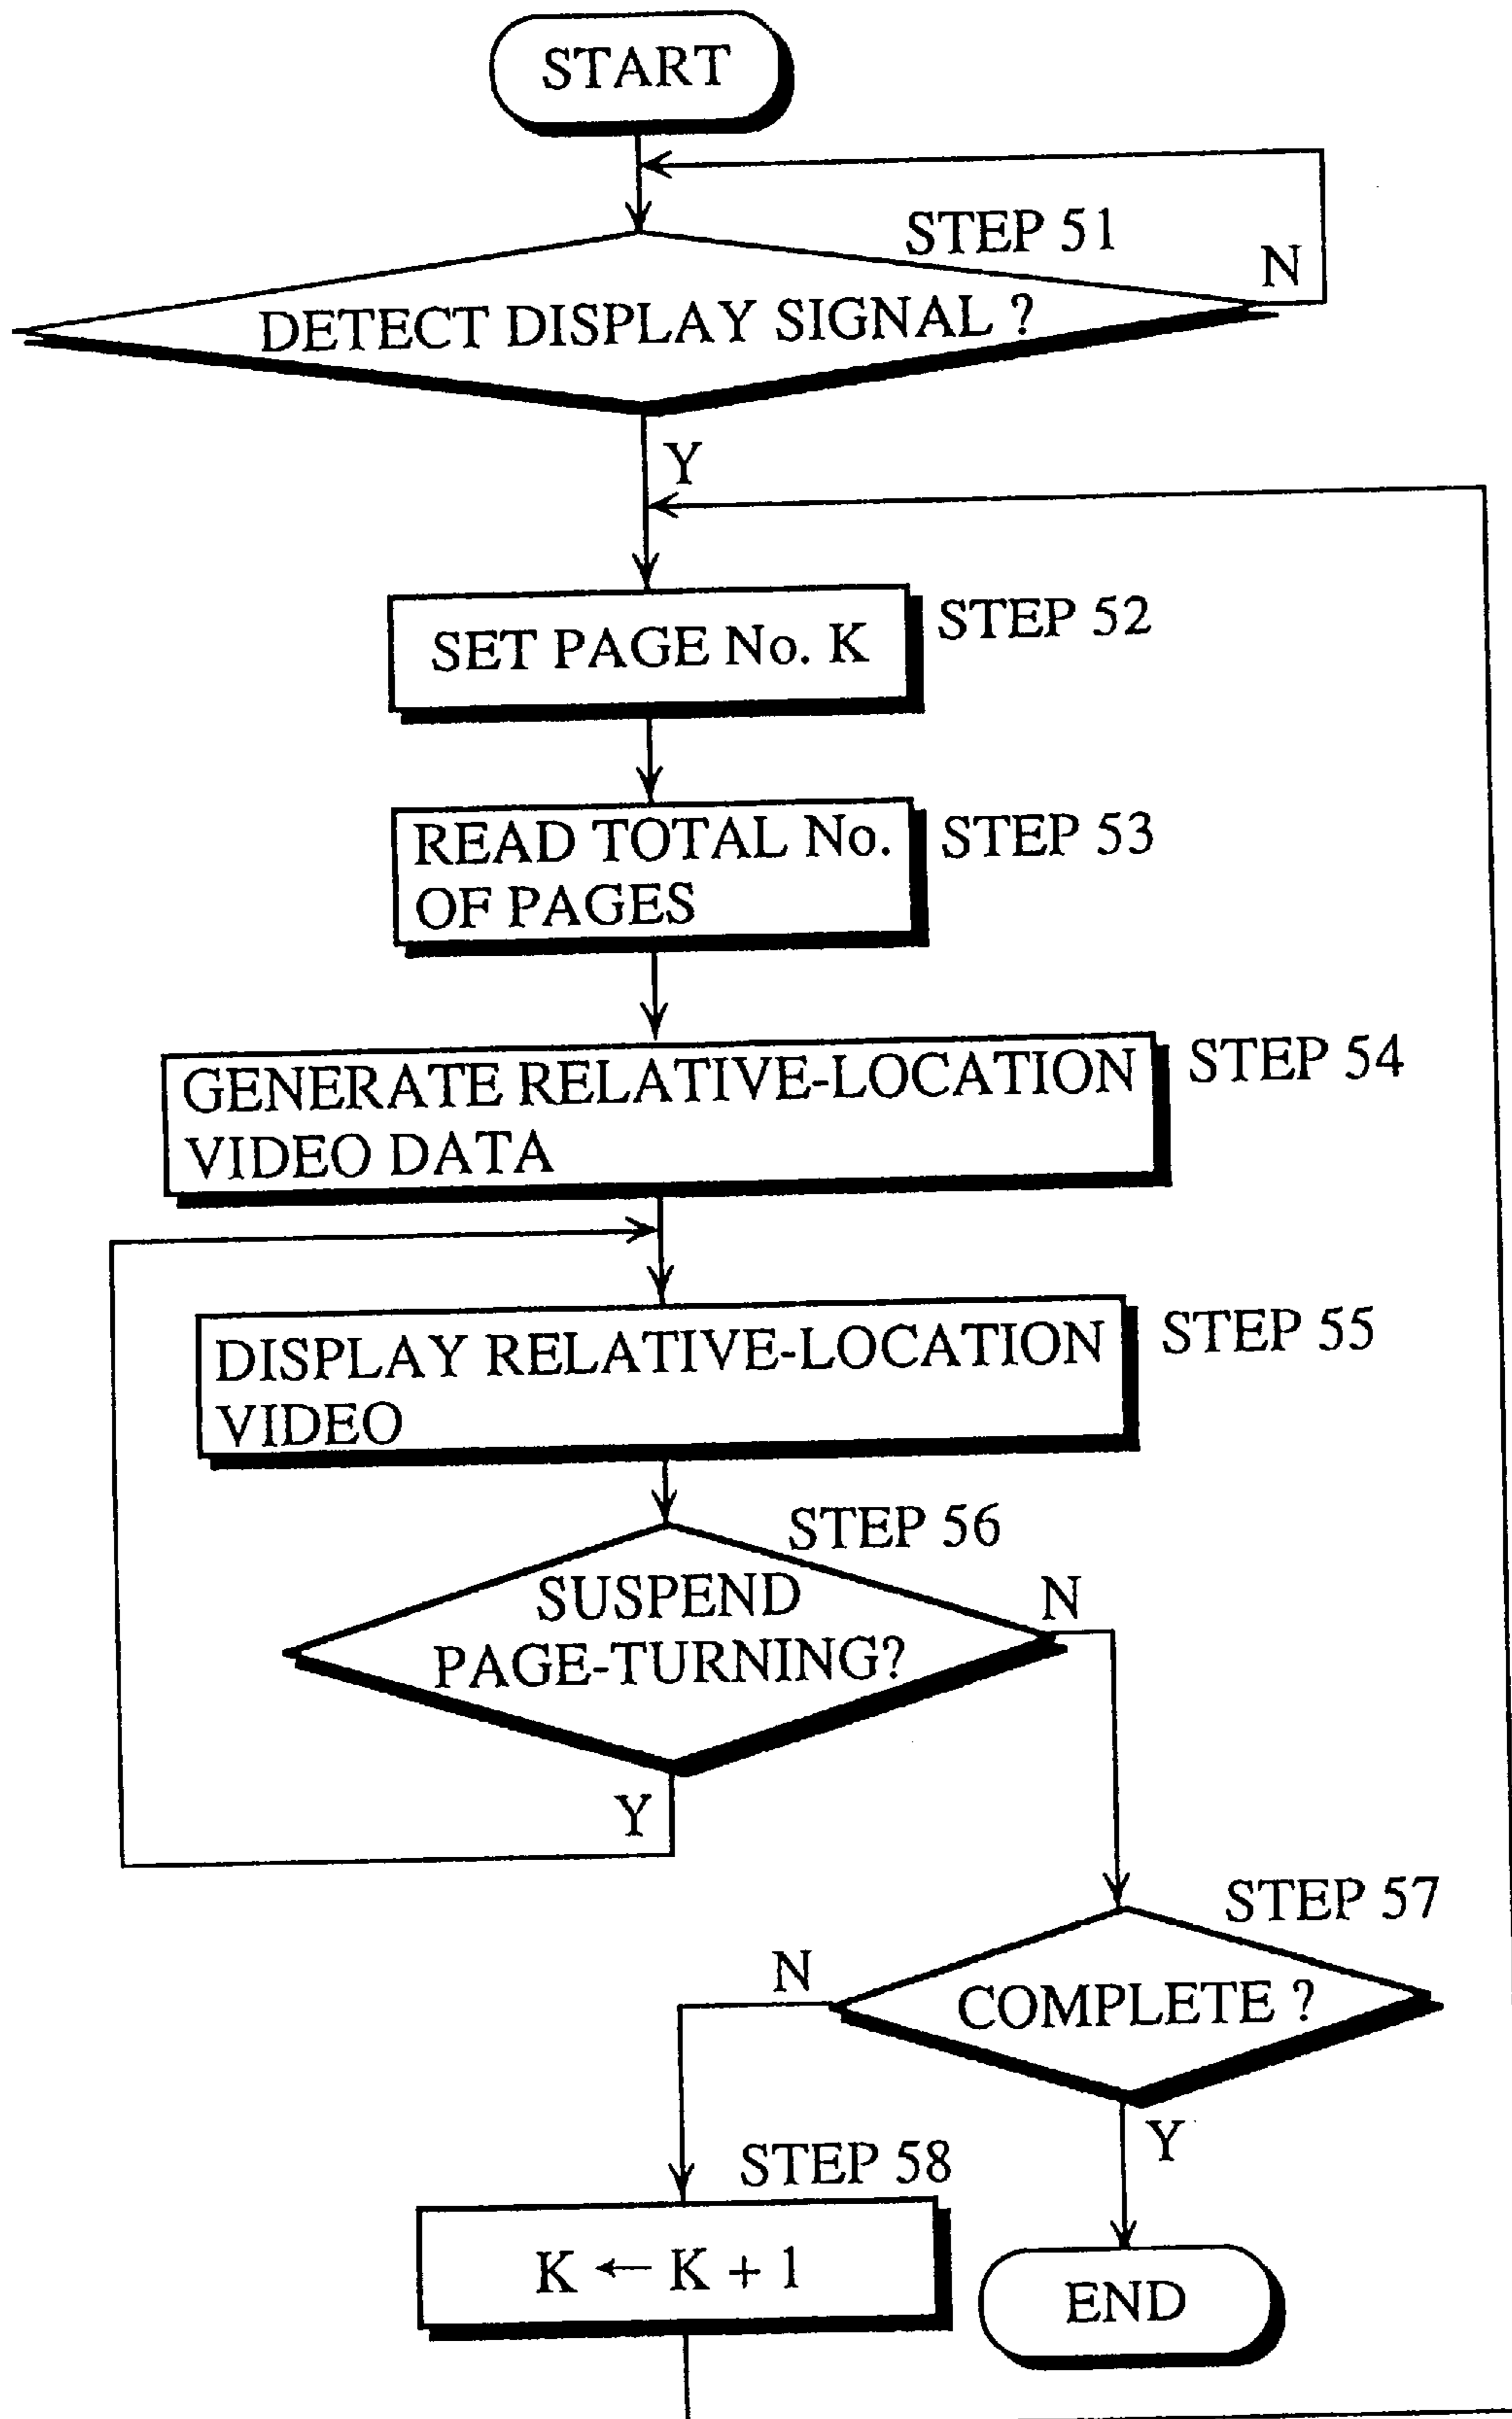 START
STEP 51
N
DETECT DISPLAY SIGNAL ?
Y
SET PAGE No. K
STEP 52
READ TOTAL No.
OF PAGES
STEP 53
GENERATE RELATIVE-LOCATION
VIDEO DATA
STEP 54
DISPLAY RELATIVE-LOCATION
VIDEO
STEP 55
STEP 56
SUSPEND
PAGE-TURNING?
N
Y
STEP 57
N
COMPLETE ?
Y
STEP 58
K ← K + 1
END